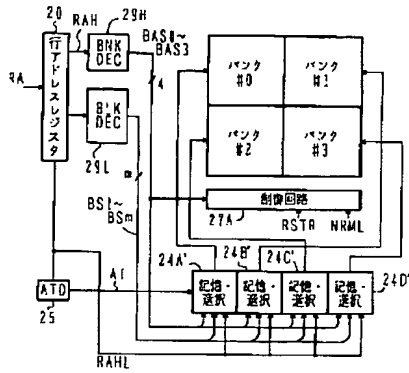 20
RAH
29H
BNK
DEC
BAS0~
BAS3
4
RA
行アドレスレジスタ
BNK
DEC
29L
m
BS1~
BSm
バンク
#0
バンク
#1
バンク
#2
バンク
#3
制御回路
27A
RSTR
NRML
24A'
24B'
24C'
24D'
ATD
25
AT
記憶・
選択
記憶・
選択
記憶・
選択
記憶・
選択
RAHL